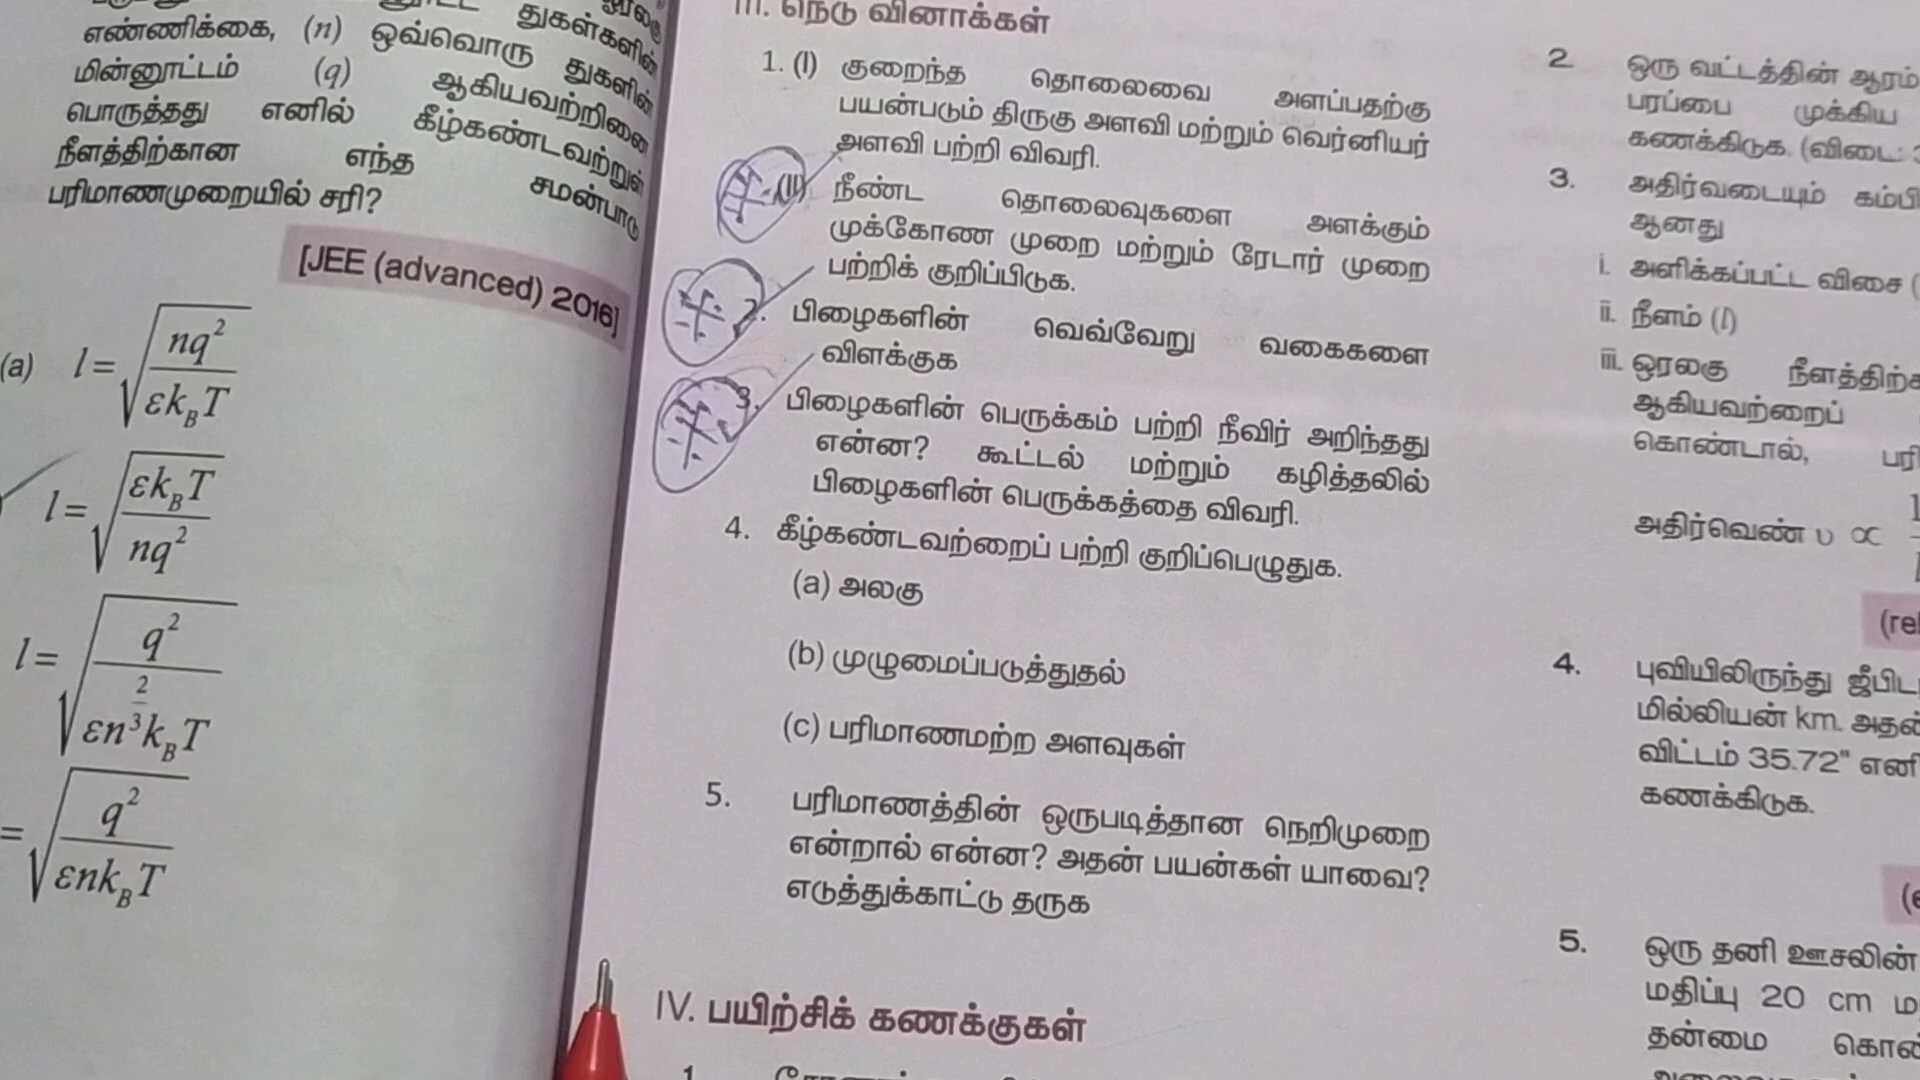 எண்ணிக்கை, (n) ஒவ்வொரு துகளின்
மின்னூட்டம் (q) ஆகியவற்றினை
பொருத்தது எனில் கீழ்கண்டவற்றுள்
நீளத்திற்கான எந்த சமன்பாடு
பரிமாணமுறையில் சரி?
[JEE (advanced) 2016]
(a) l = √(nq²/εk_BT)
l = √(εk_BT/nq²)
l = √(q²/εn^(2/3)k_BT)
= √(q²/εnk_BT)
III. நெடு வினாக்கள்
1. (I) குறைந்த தொலைவை அளப்பதற்கு
பயன்படும் திருகு அளவி மற்றும் வெர்னியர்
அளவி பற்றி விவரி.
(II) நீண்ட தொலைவுகளை அளக்கும்
முக்கோண முறை மற்றும் ரேடார் முறை
பற்றிக் குறிப்பிடுக.
2. பிழைகளின் வெவ்வேறு வகைகளை
விளக்குக
3. பிழைகளின் பெருக்கம் பற்றி நீவிர் அறிந்தது
என்ன? கூட்டல் மற்றும் கழித்தலில்
பிழைகளின் பெருக்கத்தை விவரி.
4. கீழ்கண்டவற்றைப் பற்றி குறிப்பெழுதுக.
(a) அலகு
(b) முழுமைப்படுத்துதல்
(c) பரிமாணமற்ற அளவுகள்
5. பரிமாணத்தின் ஒருபடித்தான நெறிமுறை
என்றால் என்ன? அதன் பயன்கள் யாவை?
எடுத்துக்காட்டு தருக
IV. பயிற்சிக் கணக்குகள்
1.
2 ஒரு வட்டத்தின் ஆரம்
பரப்பை முக்கிய
கணக்கிடுக. (விடை:
3. அதிர்வடையும்
ஆனது
i. அளிக்கப்பட்ட விசை (
ii. நீளம் (l)
iii. ஓரலகு
ஆகியவற்றைப்
கொண்டால்,
அதிர்வெண் υ ∝
4. புவியிலிருந்து
மில்லியன் km.
விட்டம் 35.72"
கணக்கிடுக.
5. ஒரு தனி ஊசலின்
மதிப்பு 20 cm
தன்மை